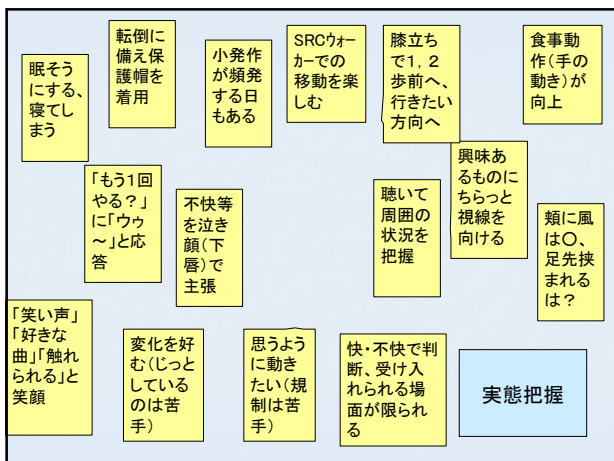 眠そう
にする、
寝てし
まう
転倒に
備え保
護帽を
着用
小発作
が頻発
する日
もある
SRCウォー
カーでの
移動を楽
しむ
膝立ち
で1,2
歩前へ、
行きたい
方向へ
食事動
作(手の
動き)が
向上
「もう1回
やる?」
に「ウゥ
~」と応
答
不快等
を泣き
顔(下
唇)で
主張
聴いて
周囲の
状況を
把握
興味あ
るものに
ちらっと
視線を
向ける
頬に風
は○、
足先挟
まれる
は?
「笑い声」
「好きな
曲」「触れ
られる」と
笑顔
変化を好
む(じっと
している
のは苦
手)
思うよう
に動き
たい(規
制は苦
手)
快・不快で判
断、受け入
れられる場
面が限られ
る
実態把握